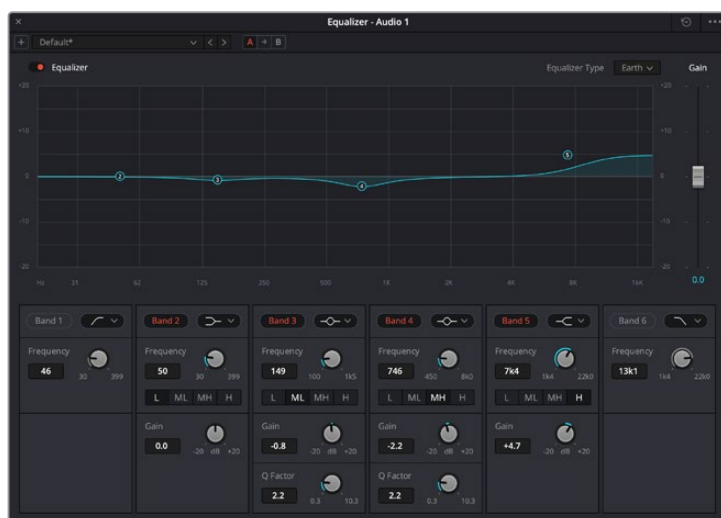 Equalizer - Audio 1
Default*
A B
Equalizer
Equalizer Type Earth Gain
+20 +20
+10 +10
0 0
-10 -10
-20 -20
2 3 4 5
Hz 31 62 125 250 500 1K 2K 4K 8K 16K
0.0
Band 1 Band 2 Band 3 Band 4 Band 5 Band 6
Frequency Frequency Frequency Frequency Frequency Frequency
46 30 399 50 30 399 149 100 1k5 746 450 8k0 7k4 1k4 22k0 13k1 1k4 22k0
L ML MH H L ML MH H L ML MH H L ML MH H
Gain Gain Gain Gain
0.0 -20 dB +20 -0.8 -20 dB +20 -2.2 -20 dB +20 +4.7 -20 dB +20
Q Factor Q Factor
2.2 0.3 10.3 2.2 0.3 10.3